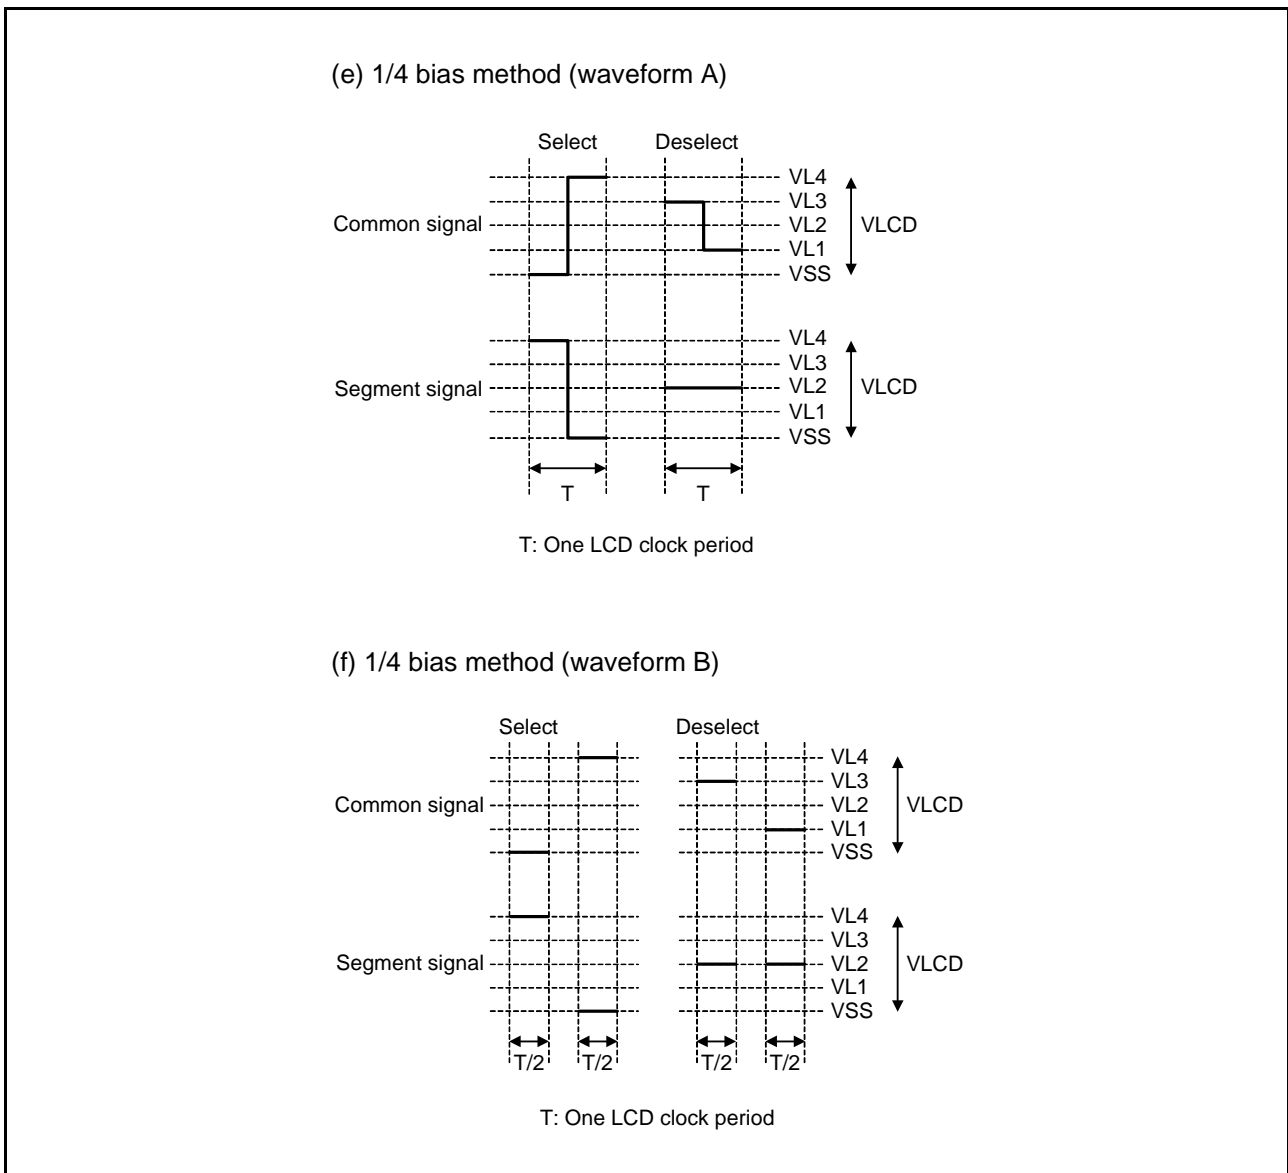 (e) 1/4 bias method (waveform A)
Select Deselect
VL4
VL3
Common signal VL2 VLCD
VL1
VSS
VL4
VL3
Segment signal VL2 VLCD
VL1
VSS
T T
T: One LCD clock period
(f) 1/4 bias method (waveform B)
Select Deselect
VL4
VL3
Common signal VL2 VLCD
VL1
VSS
VL4
VL3
Segment signal VL2 VLCD
VL1
VSS
T/2 T/2 T/2 T/2
T: One LCD clock period